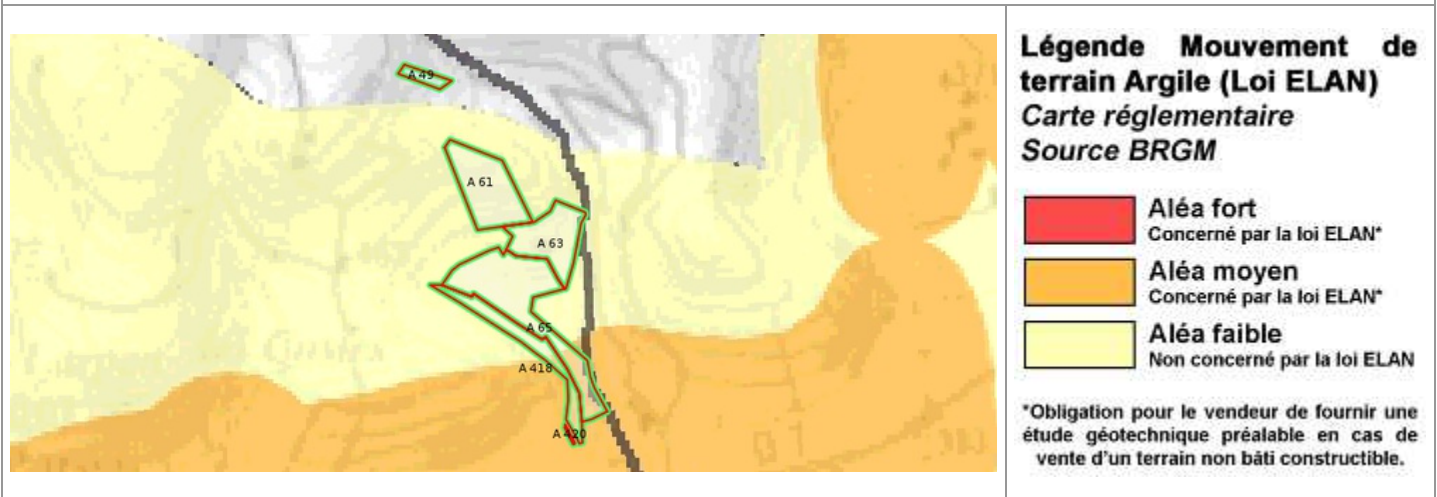 A 49
A 61
A 63
A 65
A 418
A 420
Légende Mouvement de
terrain Argile (Loi ELAN)
Carte réglementaire
Source BRGM
Aléa fort
Concerné par la loi ELAN*
Aléa moyen
Concerné par la loi ELAN*
Aléa faible
Non concerné par la loi ELAN
*Obligation pour le vendeur de fournir une
étude géotechnique préalable en cas de
vente d'un terrain non bâti constructible.